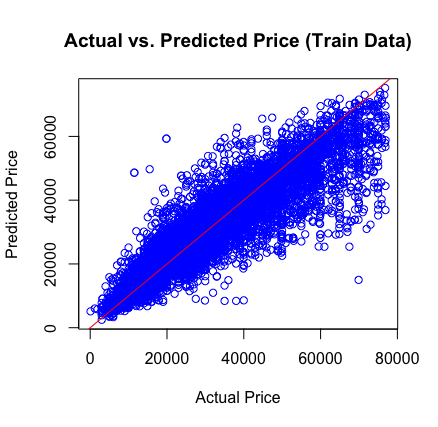 Actual vs. Predicted Price (Train Data)
Predicted Price
60000
40000
20000
0
0 20000 40000 60000 80000
Actual Price